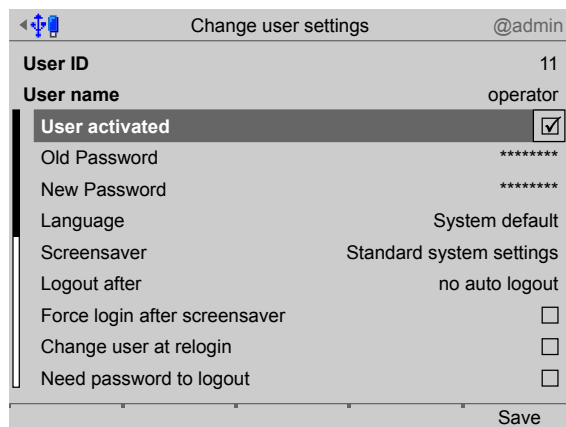 Change user settings @admin
User ID 11
User name operator
User activated
Old Password ********
New Password ********
Language System default
Screensaver Standard system settings
Logout after no auto logout
Force login after screensaver
Change user at relogin
Need password to logout
Save